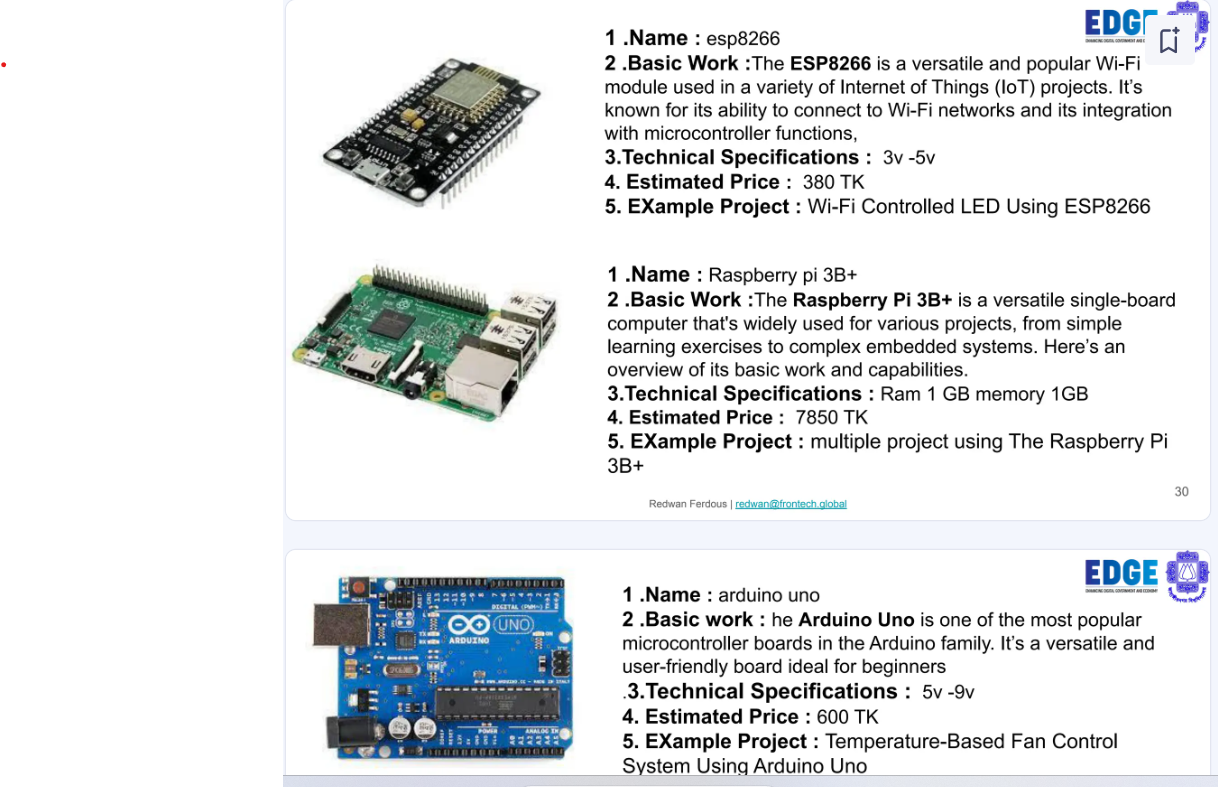 EDGE
1 .Name : esp8266
2 .Basic Work :The ESP8266 is a versatile and popular Wi-Fi
module used in a variety of Internet of Things (IoT) projects. It’s
known for its ability to connect to Wi-Fi networks and its integration
with microcontroller functions,
3.Technical Specifications : 3v -5v
4. Estimated Price : 380 TK
5. EXample Project : Wi-Fi Controlled LED Using ESP8266
1 .Name : Raspberry pi 3B+
2 .Basic Work :The Raspberry Pi 3B+ is a versatile single-board
computer that's widely used for various projects, from simple
learning exercises to complex embedded systems. Here’s an
overview of its basic work and capabilities.
3.Technical Specifications : Ram 1 GB memory 1GB
4. Estimated Price : 7850 TK
5. EXample Project : multiple project using The Raspberry Pi
3B+
30
Redwan Ferdous | redwan@frontech.global
EDGE
DIGITAL (PWM~)
UNO
ARDUINO
POWER
ANALOG IN
1 .Name : arduino uno
2 .Basic work : he Arduino Uno is one of the most popular
microcontroller boards in the Arduino family. It’s a versatile and
user-friendly board ideal for beginners
.3.Technical Specifications : 5v -9v
4. Estimated Price : 600 TK
5. EXample Project : Temperature-Based Fan Control
System Using Arduino Uno